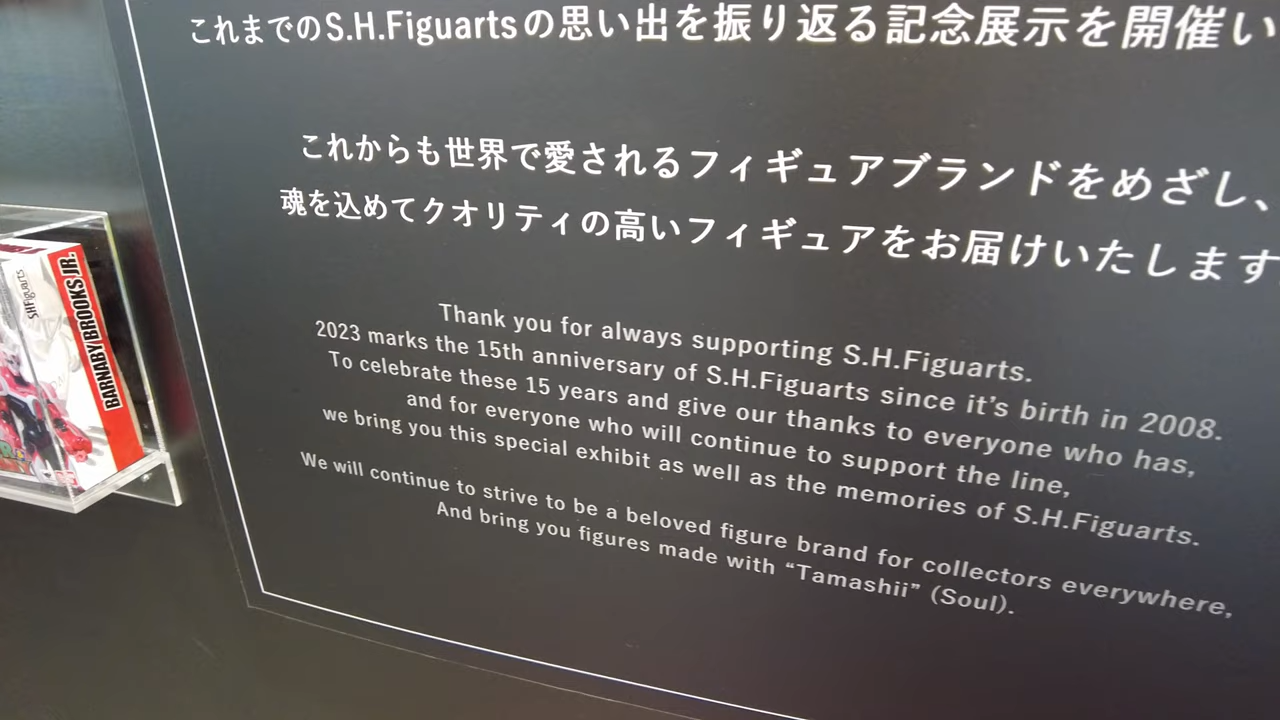 これまでのS.H.Figuartsの思い出を振り返る記念展示を開催い
これからも世界で愛されるフィギュアブランドをめざし、
魂を込めてクオリティの高いフィギュアをお届けいたします
Thank you for always supporting S.H.Figuarts.
2023 marks the 15th anniversary of S.H.Figuarts since it's birth in 2008.
To celebrate these 15 years and give our thanks to everyone who has,
and for everyone who will continue to support the line,
we bring you this special exhibit as well as the memories of S.H.Figuarts.
We will continue to strive to be a beloved figure brand for collectors everywhere,
And bring you figures made with “Tamashii” (Soul).
S.H.Figuarts
BARNABY BROOKS JR.